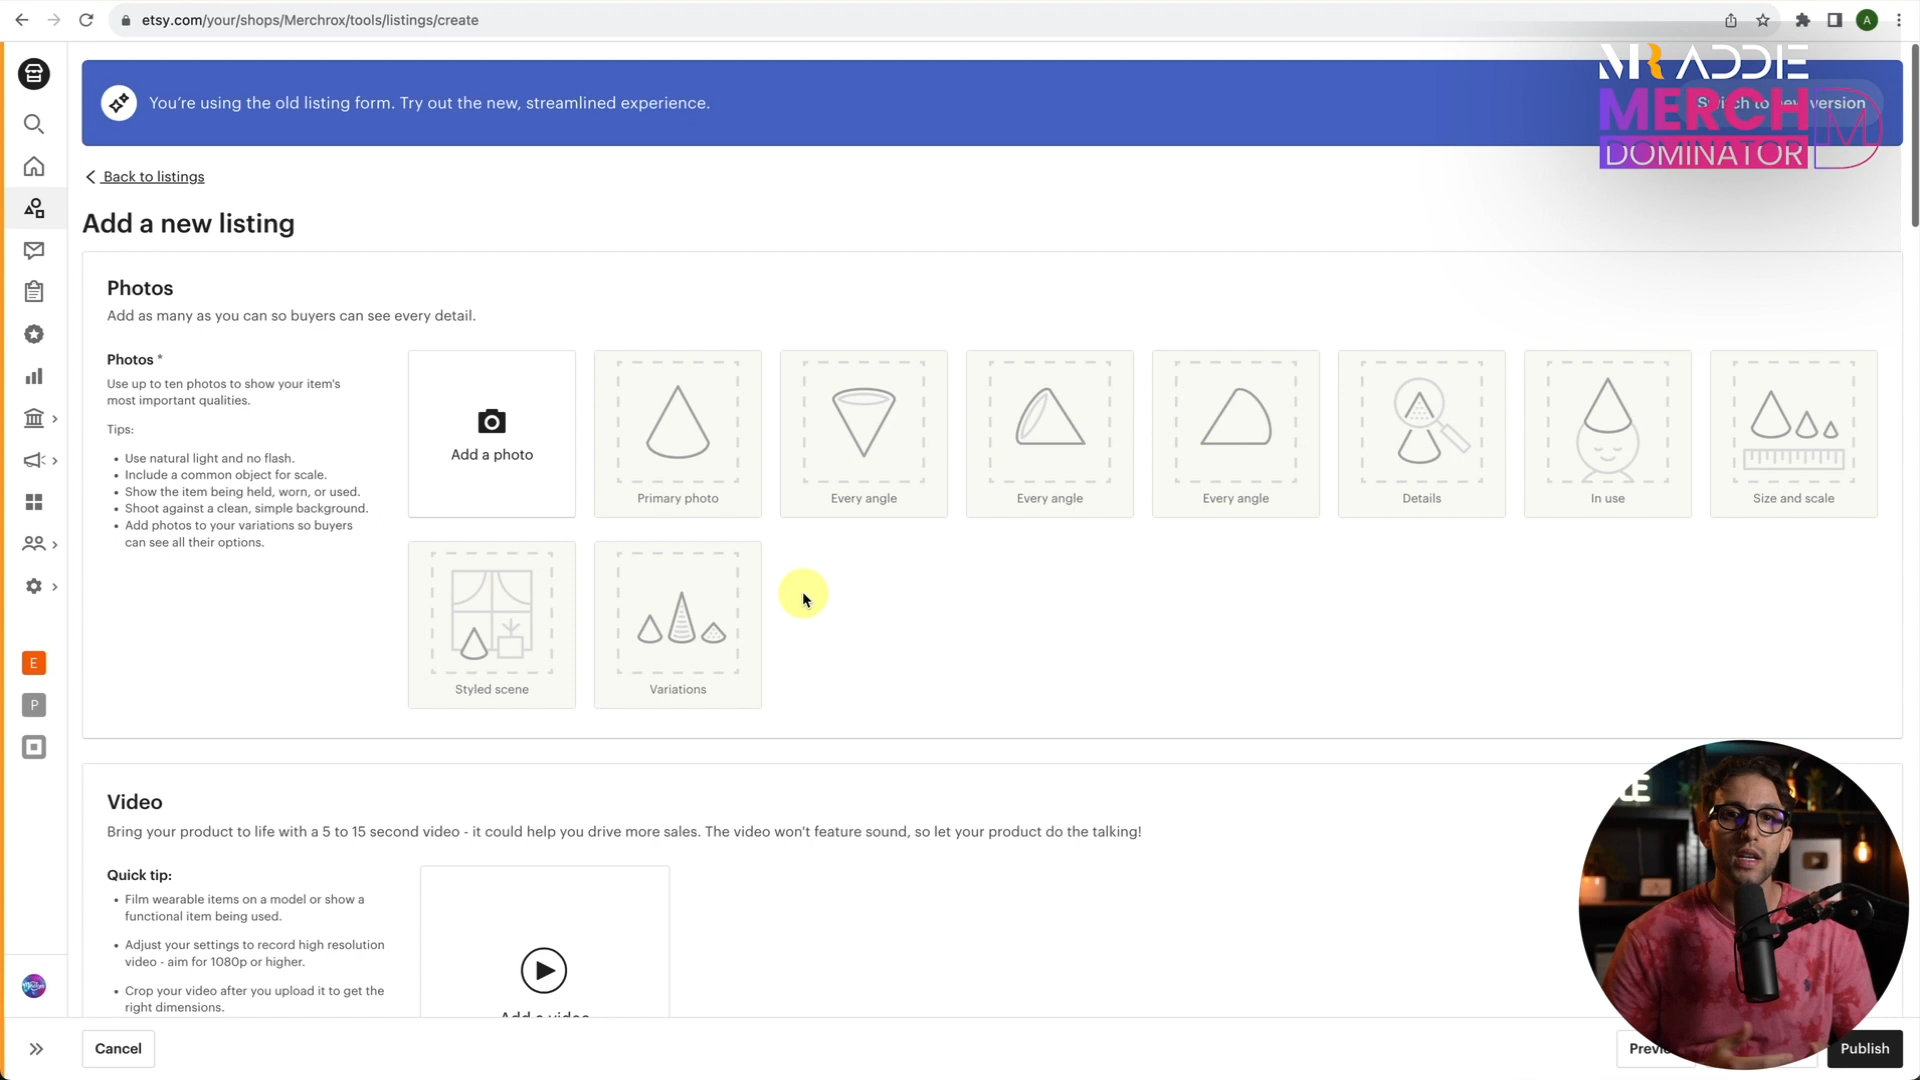 etsy.com/your/shops/Merchrox/tools/listings/create
A
MR ADDIE
MERCH
DOMINATOR
You're using the old listing form. Try out the new, streamlined experience.
Switch to new version
Back to listings
Add a new listing
Photos
Add as many as you can so buyers can see every detail.
Photos *
Use up to ten photos to show your item's
most important qualities.
Tips:
• Use natural light and no flash.
• Include a common object for scale.
• Show the item being held, worn, or used.
• Shoot against a clean, simple background.
• Add photos to your variations so buyers
can see all their options.
Add a photo
Primary photo
Every angle
Every angle
Every angle
Details
In use
Size and scale
Styled scene
Variations
E
P
Video
Bring your product to life with a 5 to 15 second video - it could help you drive more sales. The video won't feature sound, so let your product do the talking!
Quick tip:
• Film wearable items on a model or show a
functional item being used.
• Adjust your settings to record high resolution
video - aim for 1080p or higher.
• Crop your video after you upload it to get the
right dimensions.
Add a video
Cancel
Previ
Publish